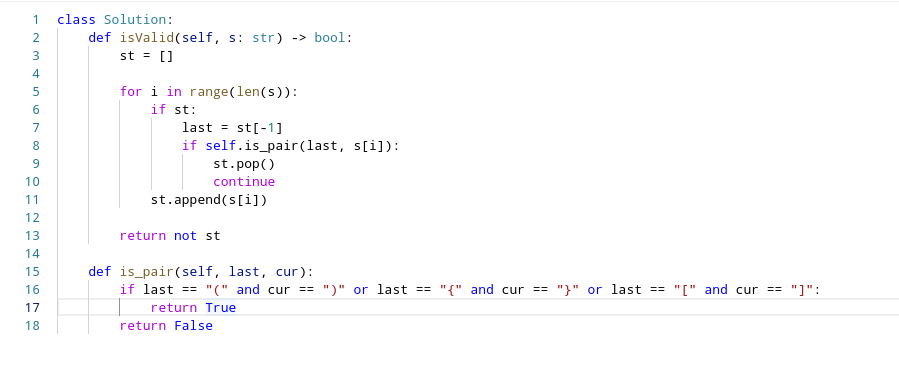 1 class Solution:
2     def isValid(self, s: str) -> bool:
3         st = []
4
5         for i in range(len(s)):
6             if st:
7                 last = st[-1]
8                 if self.is_pair(last, s[i]):
9                     st.pop()
10                     continue
11             st.append(s[i])
12
13         return not st
14
15     def is_pair(self, last, cur):
16         if last == "(" and cur == ")" or last == "{" and cur == "}" or last == "[" and cur == "]":
17             return True
18         return False